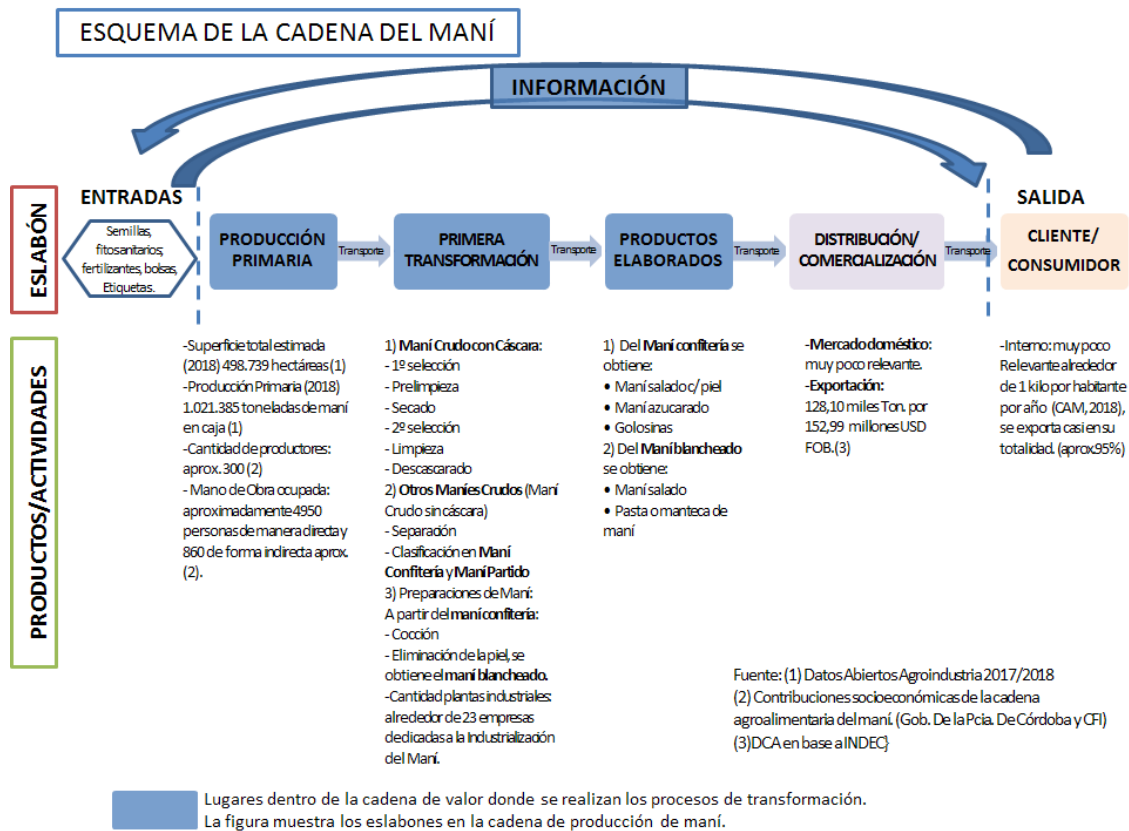 ESQUEMA DE LA CADENA DEL MANÍ
INFORMACIÓN
ESLABÓN
ENTRADAS
Semillas,
fitosanitarios,
fertilizantes, bolsas,
Etiquetas.
PRODUCCIÓN
PRIMARIA
Transporte
PRIMERA
TRANSFORMACIÓN
Transporte
PRODUCTOS
ELABORADOS
Transporte
DISTRIBUCIÓN/
COMERCIALIZACIÓN
Transporte
SALIDA
CLIENTE/
CONSUMIDOR
PRODUCTOS/ACTIVIDADES
-Superficie total estimada
(2018) 498.739 hectáreas (1)
-Producción Primaria (2018)
1.021.385 toneladas de maní
en caja (1)
-Cantidad de productores:
aprox. 300 (2)
- Mano de Obra ocupada:
aproximadamente 4950
personas de manera directa y
860 de forma indirecta aprox.
(2).
1) Maní Crudo con Cáscara:
- 1º selección
- Prelimpieza
- Secado
- 2º selección
- Limpieza
- Descascarado
2) Otros Maníes Crudos (Maní
Crudo sin cáscara)
- Separación
- Clasificación en Maní
Confitería y Maní Partido
3) Preparaciones de Maní:
A partir del maní confitería:
- Cocción
- Eliminación de la piel, se
obtiene el maní blancheado.
-Cantidad plantas industriales:
alrededor de 23 empresas
dedicadas a la Industrialización
del Maní.
1) Del Maní confitería se
obtiene:
• Maní salado c/ piel
• Maní azucarado
• Golosinas
2) Del Maní blancheado
se obtiene:
• Maní salado
• Pasta o manteca de
maní
-Mercado doméstico:
muy poco relevante.
-Exportación:
128,10 miles Ton. por
152,99 millones USD
FOB.(3)
-Interno: muy poco
Relevante alrededor
de 1 kilo por habitante
por año (CAM, 2018),
se exporta casi en su
totalidad. (aprox.95%)
Fuente: (1) Datos Abiertos Agroindustria 2017/2018
(2) Contribuciones socioeconómicas de la cadena
agroalimentaria del maní. (Gob. De la Pcia. De Córdoba y CFI)
(3)DCA en base a INDEC}
Lugares dentro de la cadena de valor donde se realizan los procesos de transformación.
La figura muestra los eslabones en la cadena de producción de maní.